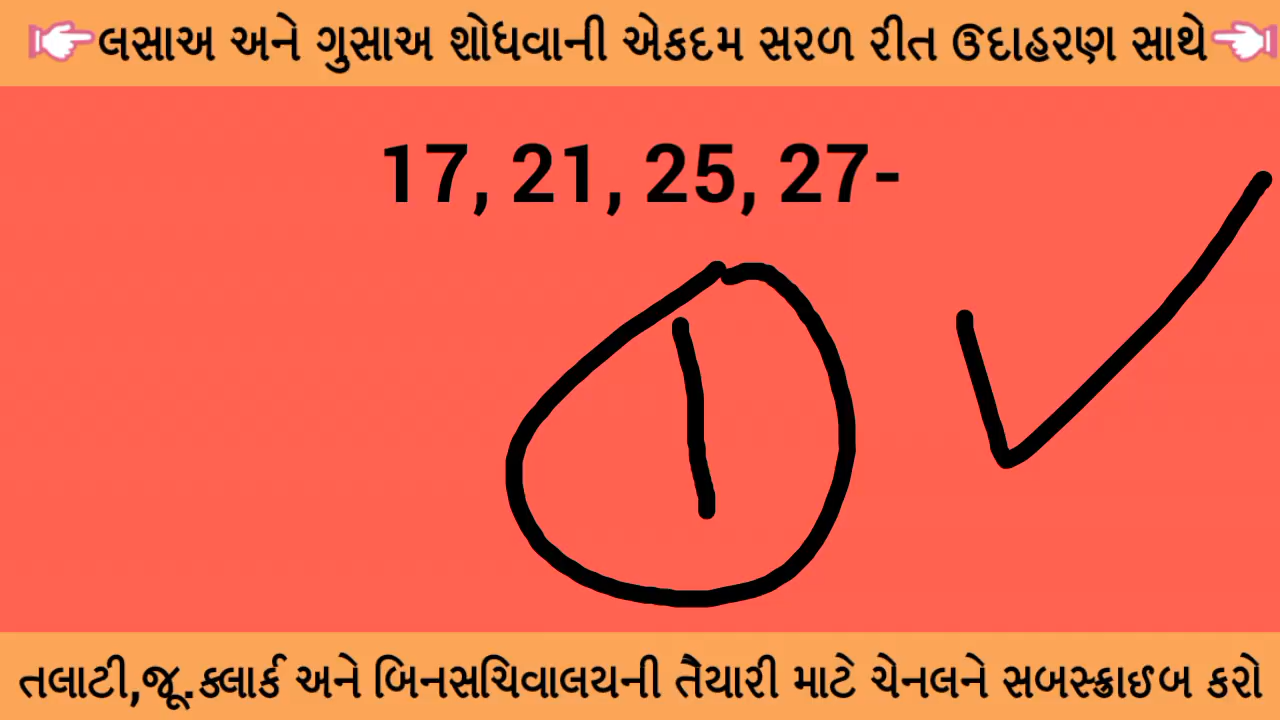 લસાઅ અને ગુસાઅ શોધવાની એકદમ સરળ રીત ઉદાહરણ સાથે
17, 21, 25, 27-
1
તલાટી,જૂ.ક્લાર્ક અને બિનસચિવાલયની તૈયારી માટે ચેનલને સબસ્ક્રાઈબ કરો